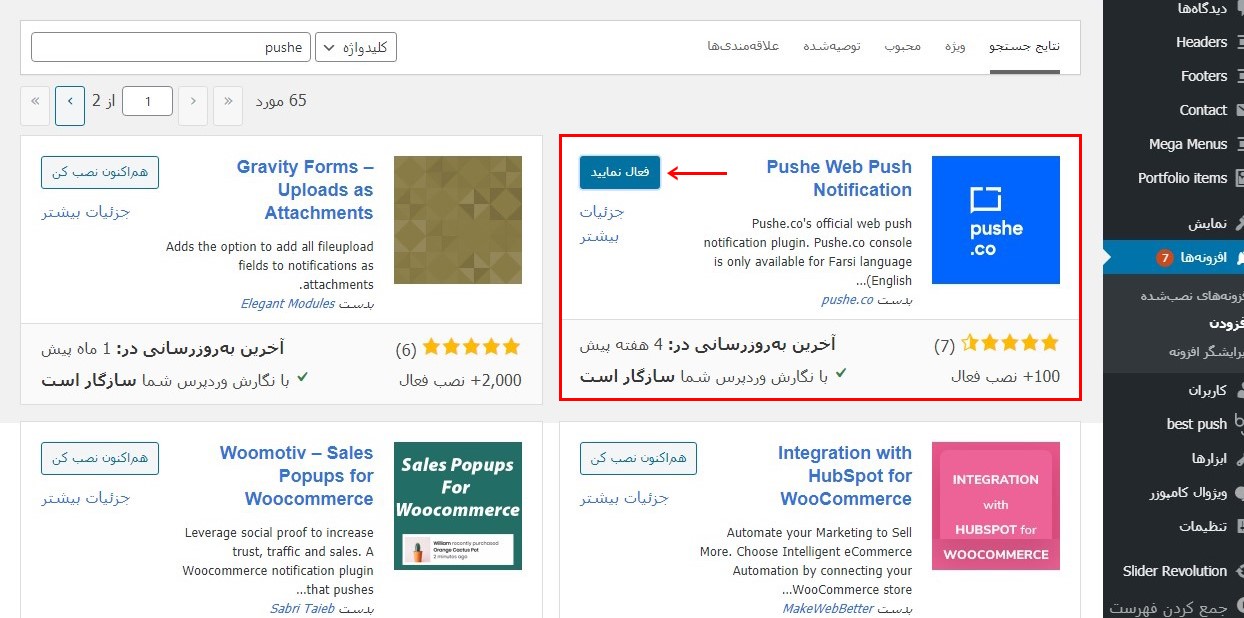 دیدگاه‌ها
Headers
Footers
Contact
Mega Menus
Portfolio items
نمایش
افزونه‌ها 7
افزودن
کاربران
best push
ابزارها
ویژوال کامپوزر
تنظیمات
Slider Revolution
جمع کردن فهرست
نتایج جستجو ویژه محبوب توصیه‌شده علاقه‌مندی‌ها
کلیدواژه pushe
65 مورد » › 1 از 2 ‹ «
Pushe Web Push
Notification
فعال نمایید
جزئیات
بیشتر
Pushe.co's official web push
notification plugin. Pushe.co console
is only available for Farsi language
(English...
بدست pushe.co
pushe
.co
(7)
آخرین به‌روزرسانی در: 4 هفته پیش
100+ نصب فعال
با نگارش وردپرس شما سازگار است
Gravity Forms –
Uploads as
Attachments
هم‌اکنون نصب کن
جزئیات بیشتر
Adds the option to add all fileupload
fields to notifications as
attachments.
بدست Elegant Modules
(6)
آخرین به‌روزرسانی در: 1 ماه پیش
2,000+ نصب فعال
با نگارش وردپرس شما سازگار است
Integration with
HubSpot for
WooCommerce
هم‌اکنون نصب کن
جزئیات بیشتر
Automate your Marketing to Sell
More. Choose Intelligent eCommerce
Automation by connecting your
WooCommerce store...
بدست MakeWebBetter
INTEGRATION
with
HUBSPOT for
WOOCOMMERCE
Woomotiv – Sales
Popups for
Woocommerce
هم‌اکنون نصب کن
جزئیات بیشتر
Leverage social proof to increase
trust, traffic and sales. A
Woocommerce notification plugin
that pushes...
بدست Sabri Taieb
Sales Popups
For
Woocommerce
William recently purchased
Orange Cactus Pot
2 minutes ago